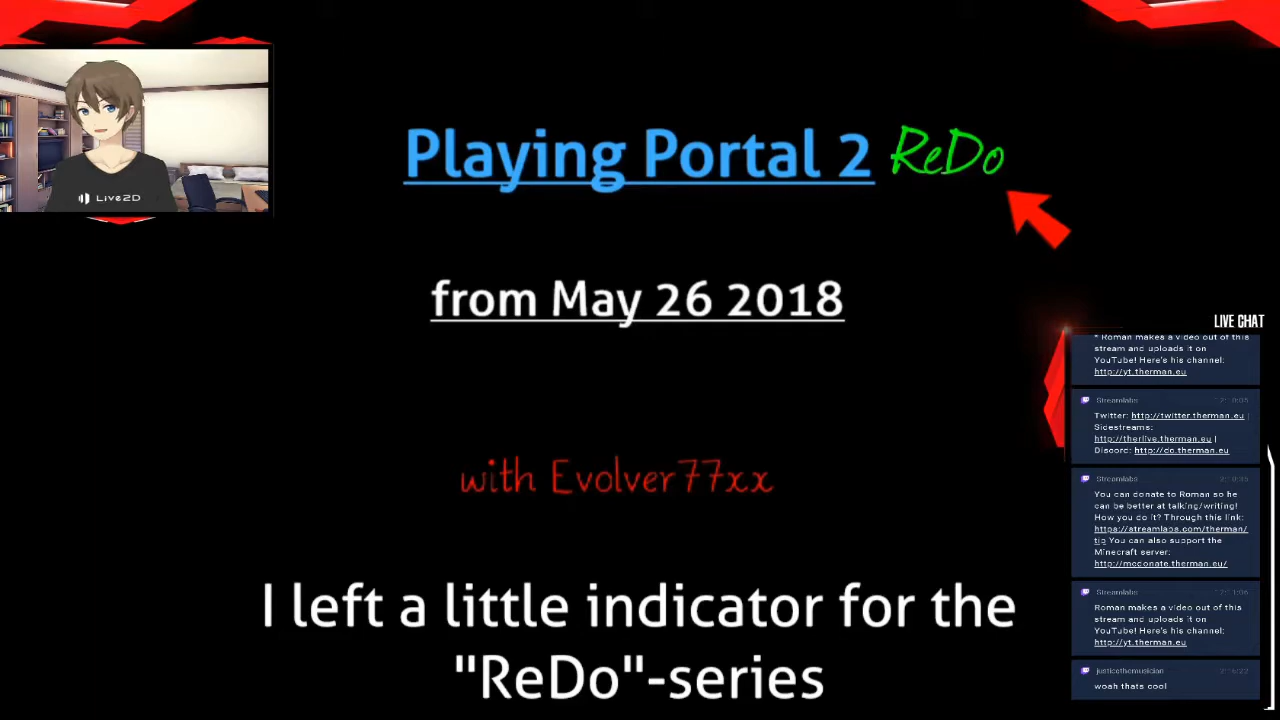 Playing Portal 2 ReDo
Live2D
from May 26 2018
LIVE CHAT
* Roman makes a video out of this
stream and uploads it on
YouTube! Here's his channel:
http://yt.therman.eu
Streamlabs
Twitter: http://twitter.therman.eu |
Sidestreams:
http://therlive.therman.eu |
Discord: http://dc.therman.eu
with Evolver77xx
Streamlabs
You can donate to Roman so he
can be better at talking/writing!
How you do it? Through this link:
https://streamlabs.com/therman/
tip You can also support the
Minecraft server:
http://mcdonate.therman.eu/
Streamlabs
Roman makes a video out of this
stream and uploads it on
YouTube! Here's his channel:
http://yt.therman.eu
justicethemusician
woah thats cool
I left a little indicator for the
"ReDo"-series